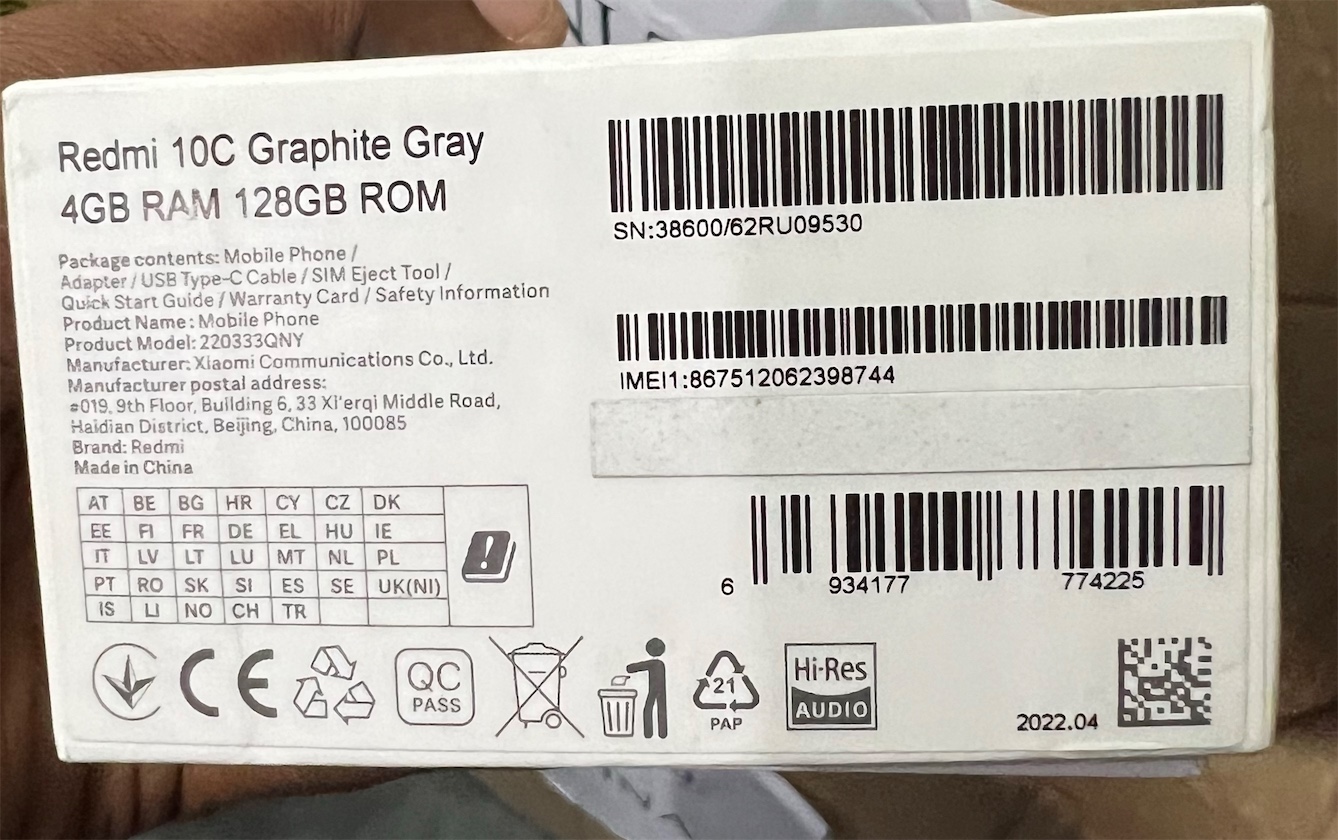 Redmi 10C Graphite Gray
4GB RAM 128GB ROM
Package contents: Mobile Phone /
Adapter / USB Type-C Cable / SIM Eject Tool /
Quick Start Guide / Warranty Card / Safety Information
Product Name: Mobile Phone
Product Model: 220333QNY
Manufacturer: Xiaomi Communications Co., Ltd.
Manufacturer postal address:
#019, 9th Floor, Building 6, 33 Xi'erqi Middle Road,
Haidian District, Beijing, China, 100085
Brand: Redmi
Made in China
AT BE BG HR CY CZ DK
EE FI FR DE EL HU IE
IT LV LT LU MT NL PL
PT RO SK SI ES SE UK(NI)
IS LI NO CH TR
CE
QC
PASS
21
PAP
Hi-Res
AUDIO
SN:38600/62RU09530
IMEI1:867512062398744
6 934177 774225
2022.04